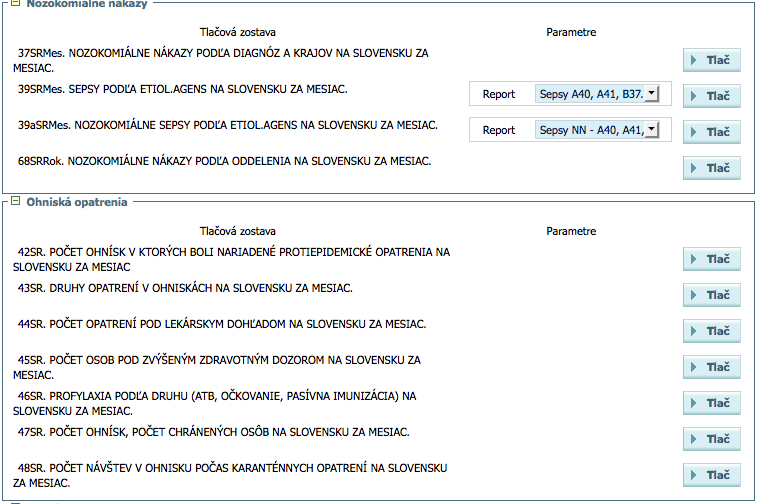 Nozokomiálne nákazy
Tlačová zostava Parametre
37SRMes. NOZOKOMIÁLNE NÁKAZY PODĽA DIAGNÓZ A KRAJOV NA SLOVENSKU ZA
MESIAC.
Tlač
39SRMes. SEPSY PODĽA ETIOL.AGENS NA SLOVENSKU ZA MESIAC.
Report Sepsy A40, A41, B37.
Tlač
39aSRMes. NOZOKOMIÁLNE SEPSY PODĽA ETIOL.AGENS NA SLOVENSKU ZA MESIAC.
Report Sepsy NN - A40, A41,
Tlač
68SRRok. NOZOKOMIÁLNE NÁKAZY PODĽA ODDELENIA NA SLOVENSKU ZA MESIAC.
Tlač
Ohniská opatrenia
Tlačová zostava Parametre
42SR. POČET OHNÍSK V KTORÝCH BOLI NARIADENÉ PROTIEPIDEMICKÉ OPATRENIA NA
SLOVENSKU ZA MESIAC
Tlač
43SR. DRUHY OPATRENÍ V OHNISKÁCH NA SLOVENSKU ZA MESIAC.
Tlač
44SR. POČET OPATRENÍ POD LEKÁRSKYM DOHĽADOM NA SLOVENSKU ZA MESIAC.
Tlač
45SR. POČET OSOB POD ZVÝŠENÝM ZDRAVOTNÝM DOZOROM NA SLOVENSKU ZA
MESIAC.
Tlač
46SR. PROFYLAXIA PODĽA DRUHU (ATB, OČKOVANIE, PASÍVNA IMUNIZÁCIA) NA
SLOVENSKU ZA MESIAC.
Tlač
47SR. POČET OHNÍSK, POČET CHRÁNENÝCH OSÔB NA SLOVENSKU ZA MESIAC.
Tlač
48SR. POČET NÁVŠTEV V OHNISKU POČAS KARANTÉNNYCH OPATRENÍ NA SLOVENSKU
ZA MESIAC.
Tlač